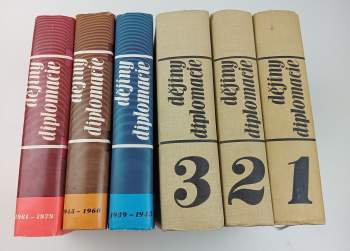 dějiny
diplomacie
1961 – 1979
dějiny
diplomacie
1945 – 1960
dějiny
diplomacie
1939 – 1945
dějiny
diplomacie
3
dějiny
diplomacie
2
dějiny
diplomacie
1